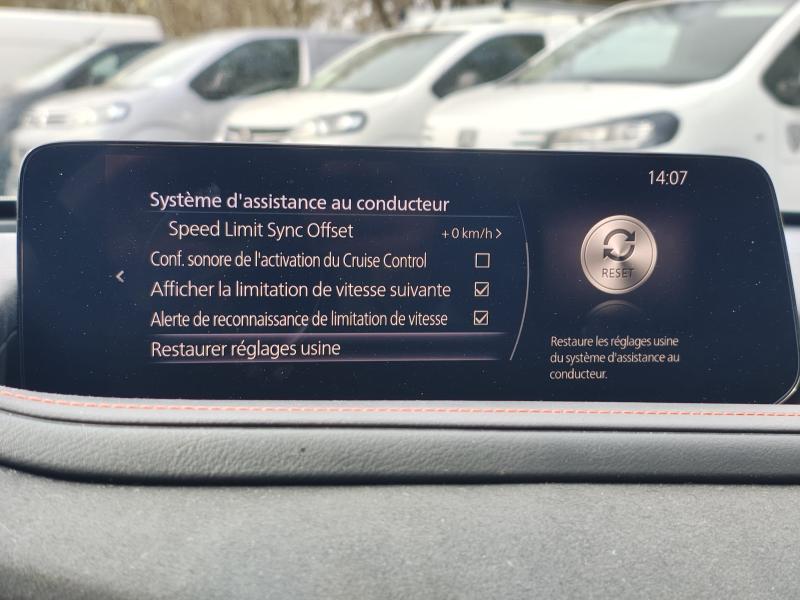 14:07
Système d'assistance au conducteur
Speed Limit Sync Offset +0 km/h >
Conf. sonore de l'activation du Cruise Control
Afficher la limitation de vitesse suivante
Alerte de reconnaissance de limitation de vitesse
Restaurer réglages usine
RESET
Restaure les réglages usine
du système d'assistance au
conducteur.